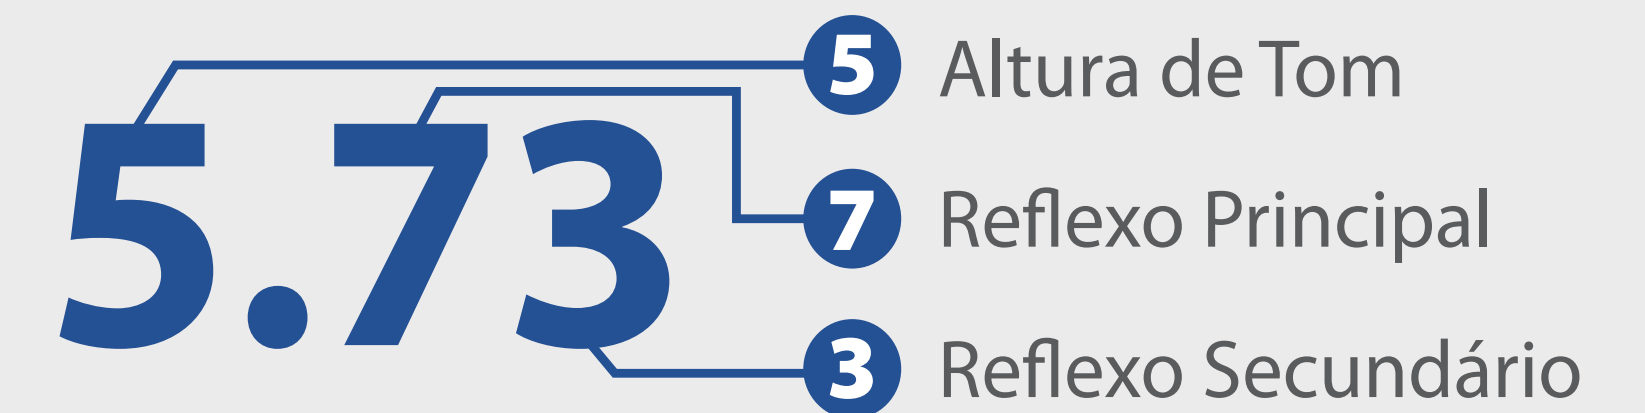 5.73
5 Altura de Tom
7 Reflexo Principal
3 Reflexo Secundário